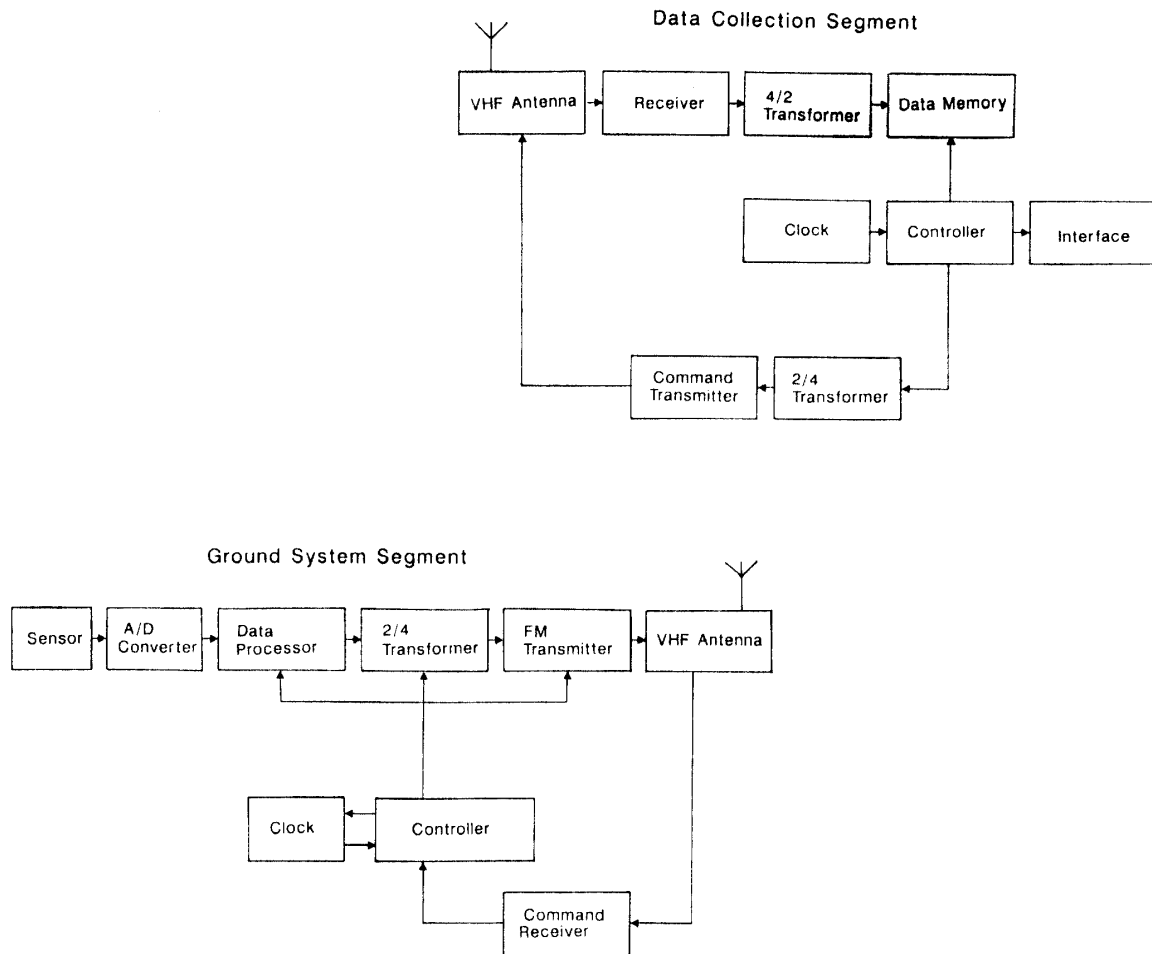 Data Collection Segment
VHF Antenna
Receiver
4/2
Transformer
Data Memory
Clock
Controller
Interface
Command
Transmitter
2/4
Transformer
Ground System Segment
Sensor
A/D
Converter
Data
Processor
2/4
Transformer
FM
Transmitter
VHF Antenna
Clock
Controller
Command
Receiver